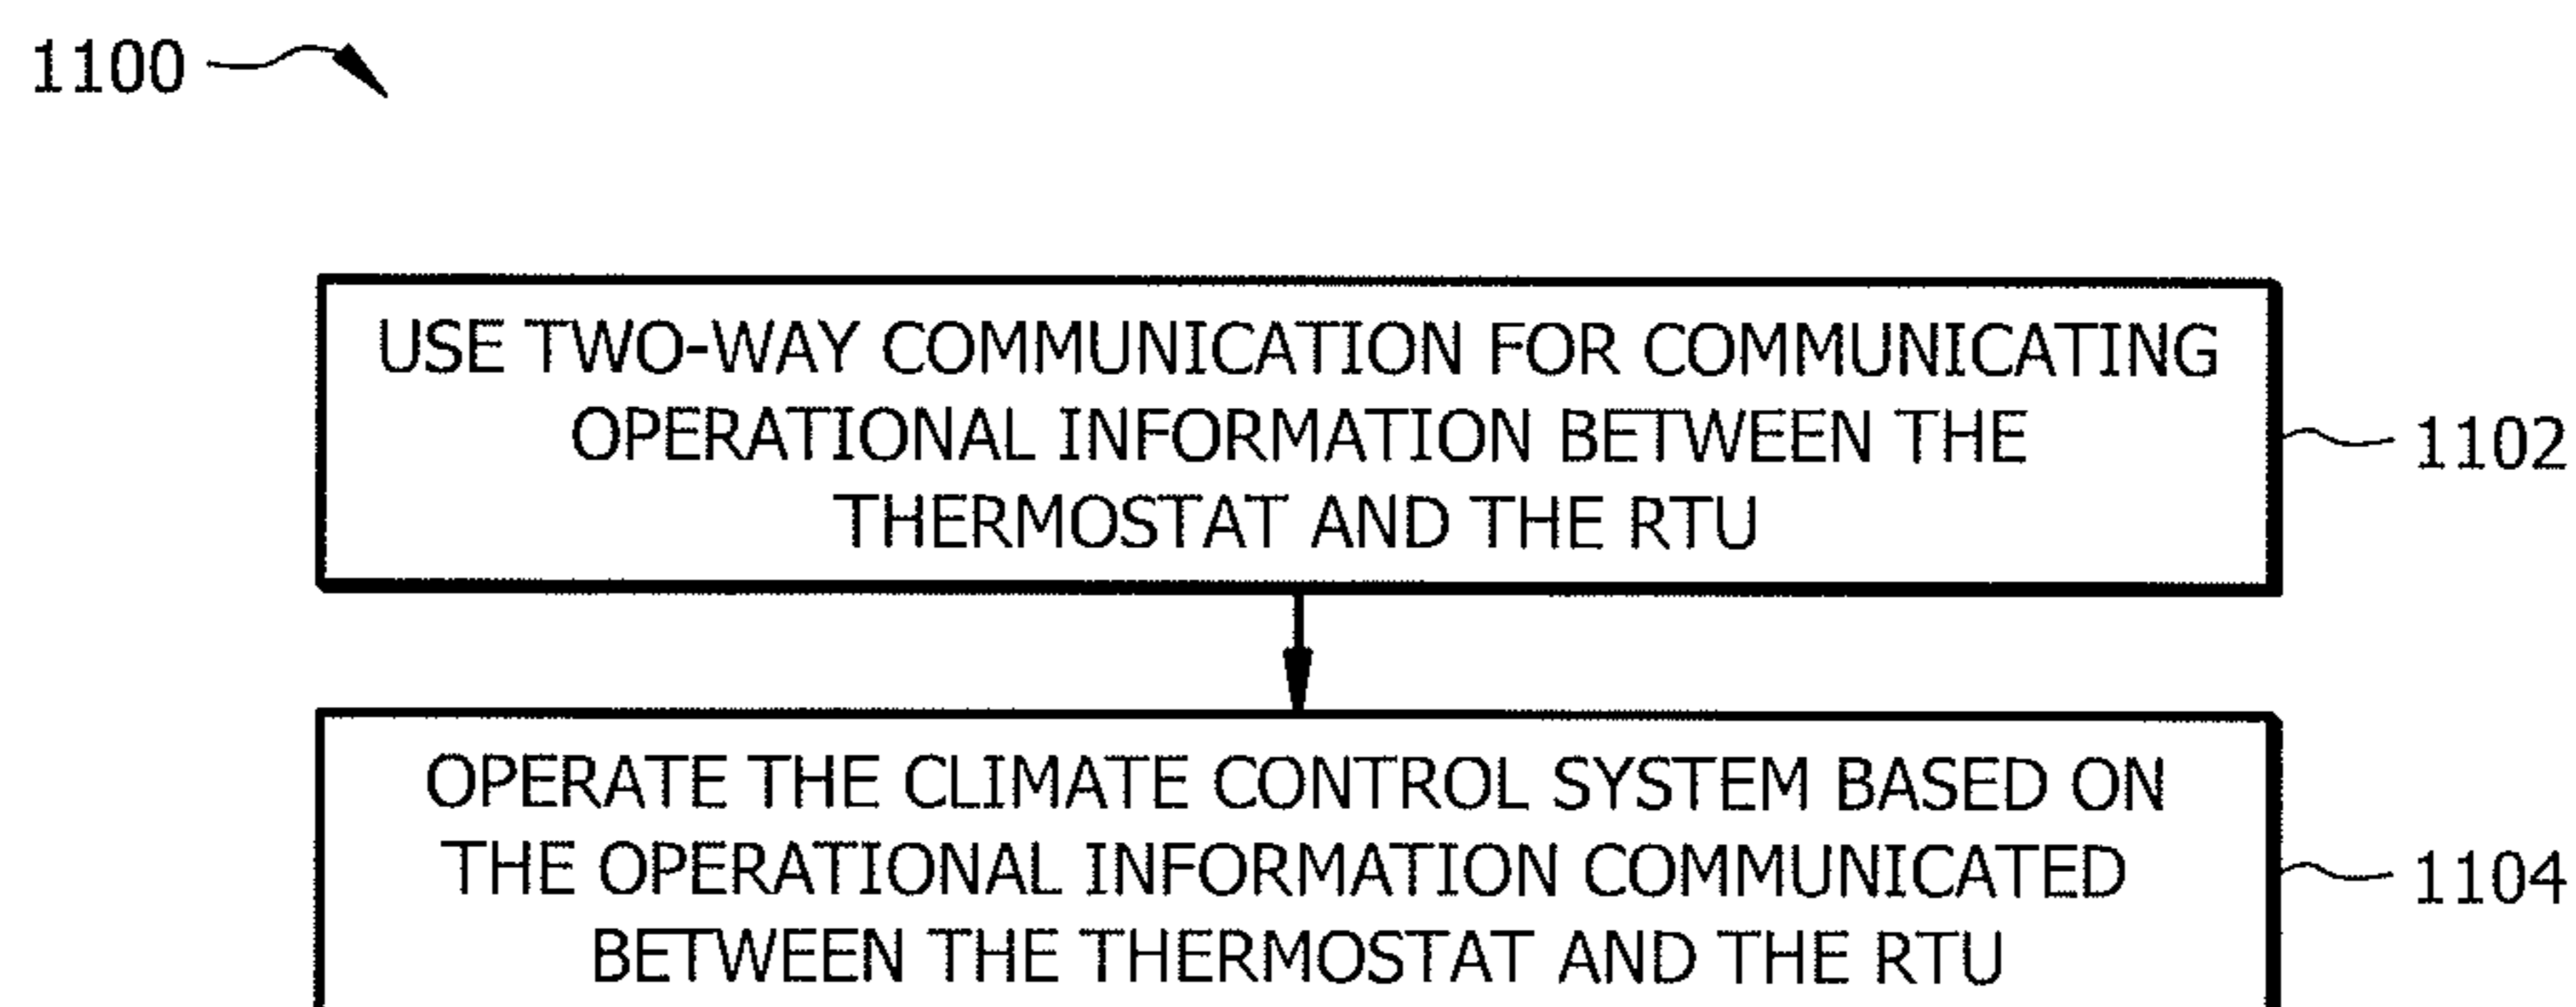 1100
USE TWO-WAY COMMUNICATION FOR COMMUNICATING
OPERATIONAL INFORMATION BETWEEN THE
THERMOSTAT AND THE RTU
1102
OPERATE THE CLIMATE CONTROL SYSTEM BASED ON
THE OPERATIONAL INFORMATION COMMUNICATED
BETWEEN THE THERMOSTAT AND THE RTU
1104